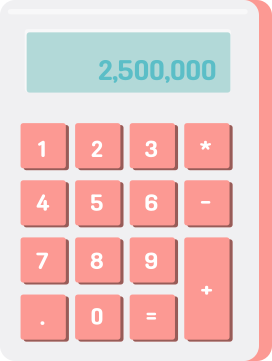 2,500,000
1 2 3 *
4 5 6 -
7 8 9
+
. 0 =